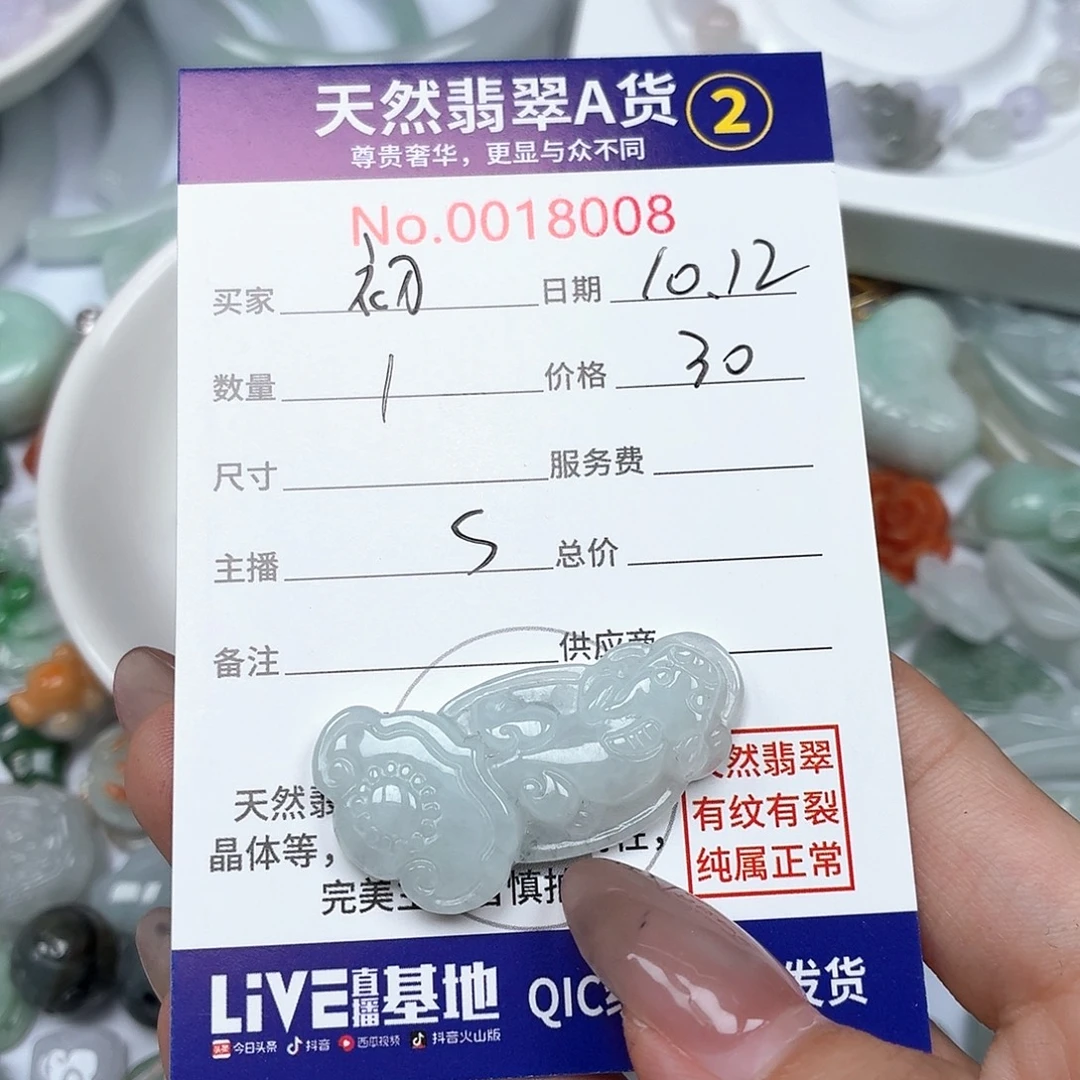 天然翡翠A货 2
尊贵奢华，更显与众不同
No.0018008
买家 初 日期 10.12
数量 1 价格 30
尺寸 服务费
主播 S 总价
备注 供应商
天然翡翠
有纹有裂
纯属正常
天然翡
晶体等，
完美 慎拍
LiVE直播基地 QIC 发货
头条 今日头条 抖音 西瓜视频 抖音火山版